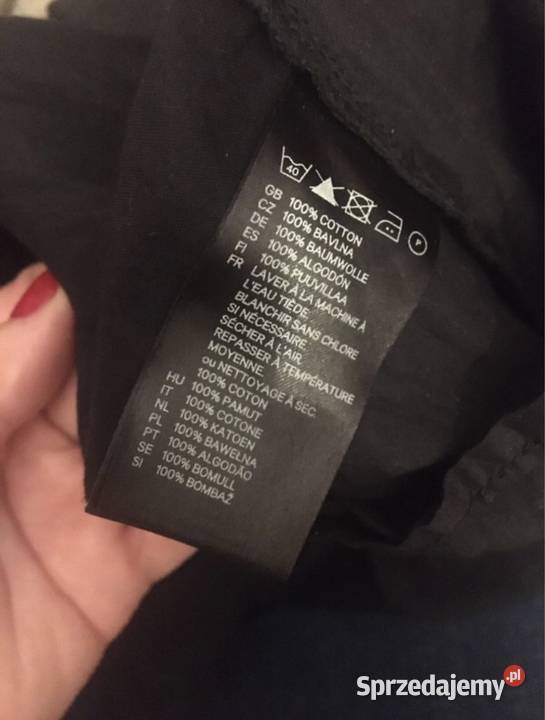 40
P
GB 100% COTTON
CZ 100% BAVLNA
DE 100% BAUMWOLLE
ES 100% ALGODÓN
FI 100% PUUVILLAA
FR LAVER À LA MACHINE À
L'EAU TIÈDE
BLANCHIR SANS CHLORE
SI NÉCESSAIRE.
SÉCHER À L'AIR.
REPASSER À TEMPÉRATURE
MOYENNE
ou NETTOYAGE À SEC.
100% COTON
HU 100% PAMUT
IT 100% COTONE
NL 100% KATOEN
PL 100% BAWEŁNA
PT 100% ALGODÃO
SE 100% BOMULL
SI 100% BOMBAŽ
Sprzedajemy.pl